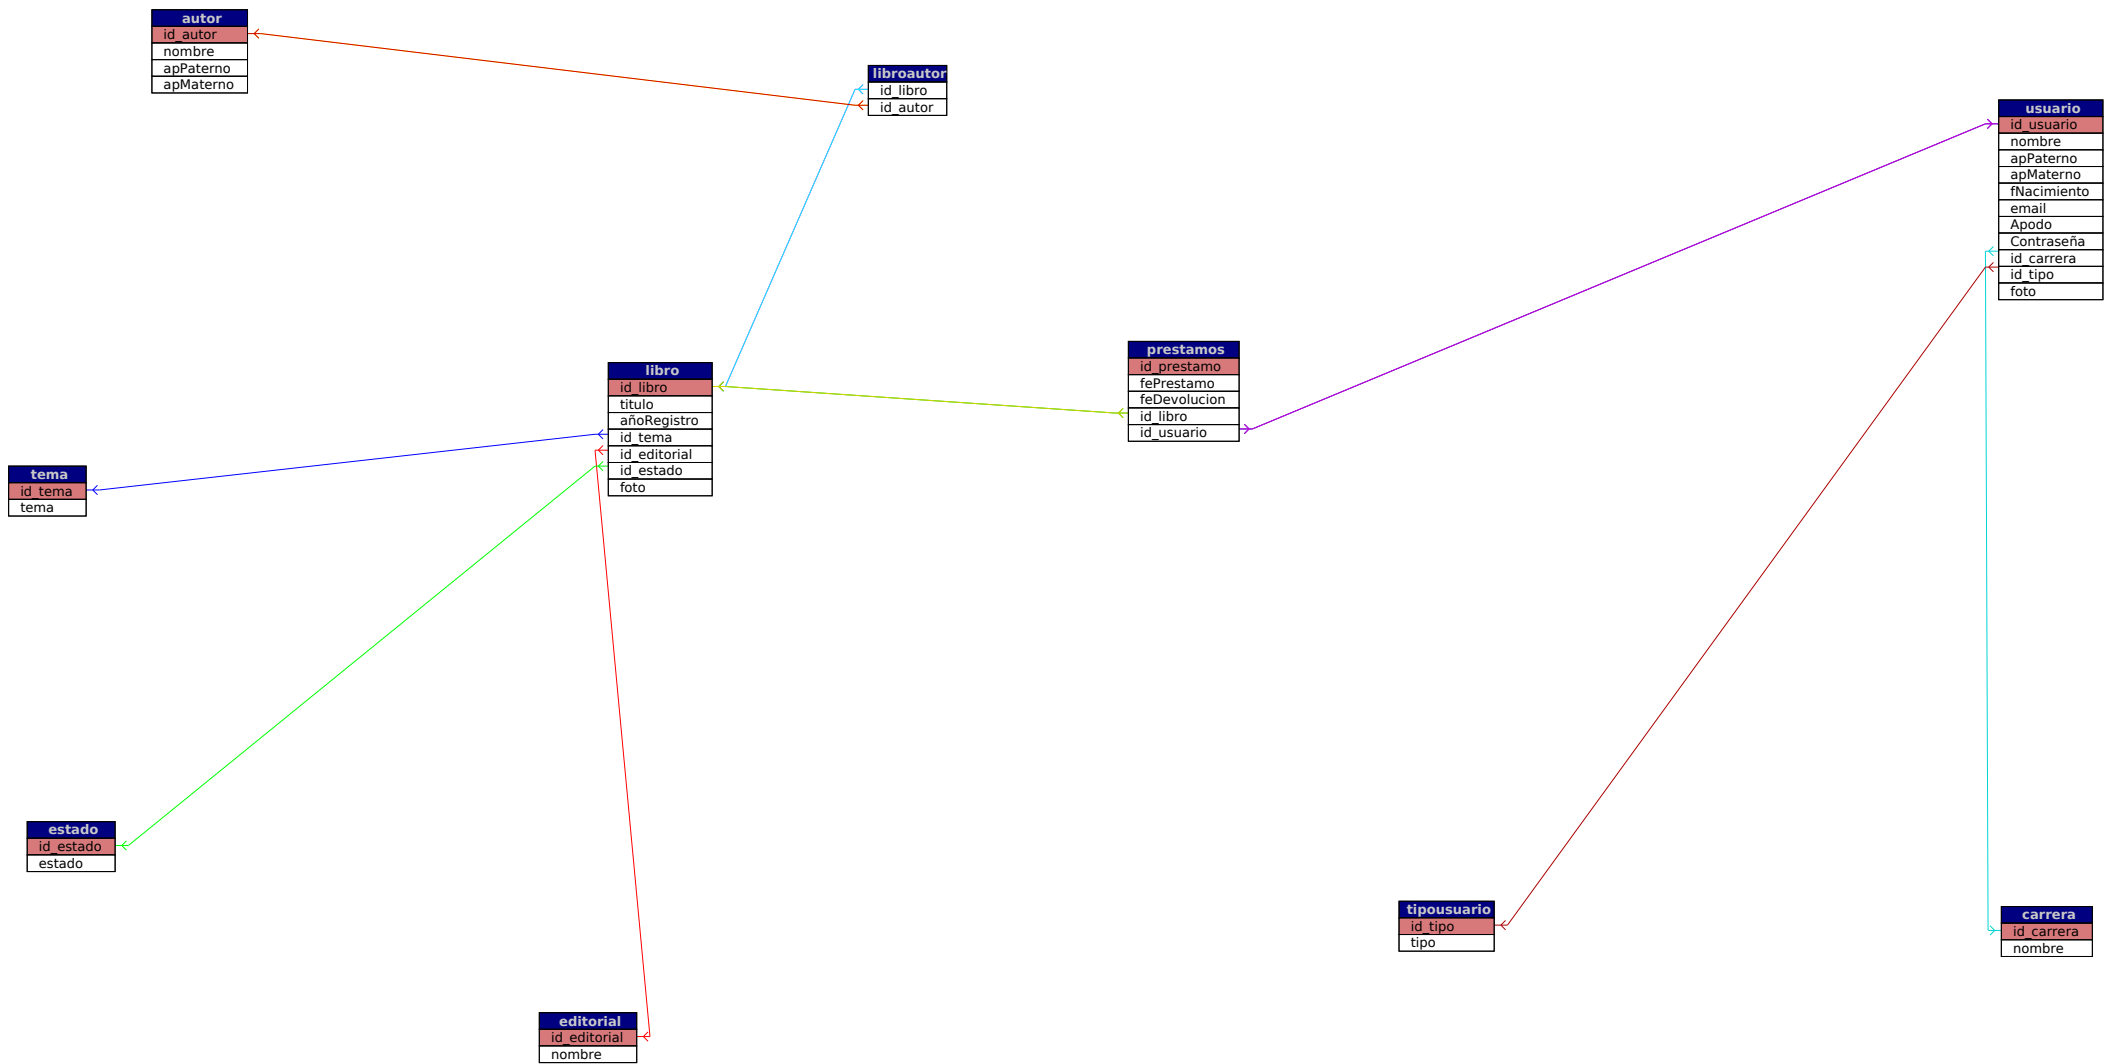 autor
id_autor
nombre
apPaterno
apMaterno
libroautor
id_libro
id_autor
usuario
id_usuario
nombre
apPaterno
apMaterno
fNacimiento
email
Apodo
Contraseña
id_carrera
id_tipo
foto
prestamos
id_prestamo
fePrestamo
feDevolucion
id_libro
id_usuario
libro
id_libro
titulo
añoRegistro
id_tema
id_editorial
id_estado
foto
tema
id_tema
tema
estado
id_estado
estado
tipousuario
id_tipo
tipo
carrera
id_carrera
nombre
editorial
id_editorial
nombre